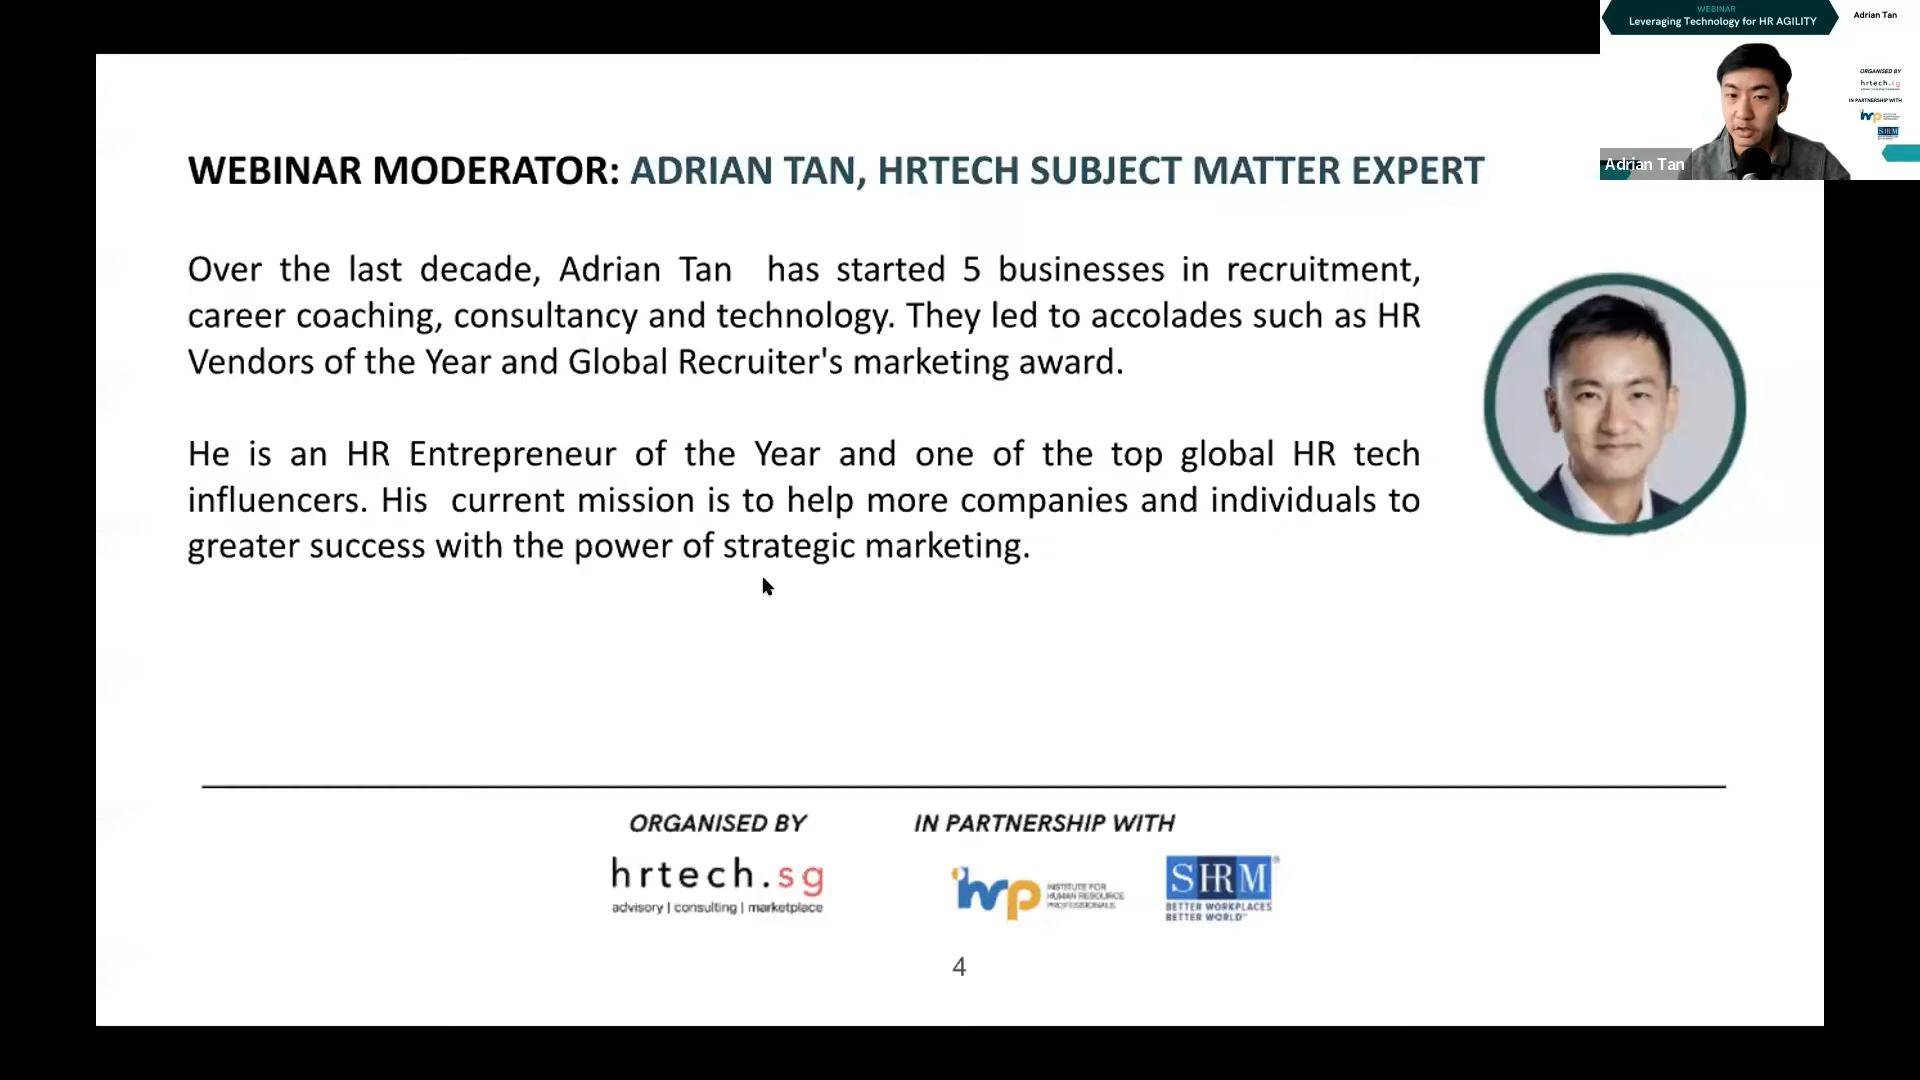 WEBINAR
Leveraging Technology for HR AGILITY
Adrian Tan
ORGANISED BY
hrtech.sg
IN PARTNERSHIP WITH
ihrp
SHRM
Adrian Tan
WEBINAR MODERATOR: ADRIAN TAN, HRTECH SUBJECT MATTER EXPERT
Over the last decade, Adrian Tan has started 5 businesses in recruitment,
career coaching, consultancy and technology. They led to accolades such as HR
Vendors of the Year and Global Recruiter's marketing award.
He is an HR Entrepreneur of the Year and one of the top global HR tech
influencers. His current mission is to help more companies and individuals to
greater success with the power of strategic marketing.
ORGANISED BY
hrtech.sg
advisory | consulting | marketplace
IN PARTNERSHIP WITH
ihrp
INSTITUTE FOR
HUMAN RESOURCE
PROFESSIONALS
SHRM®
BETTER WORKPLACES
BETTER WORLD™
4